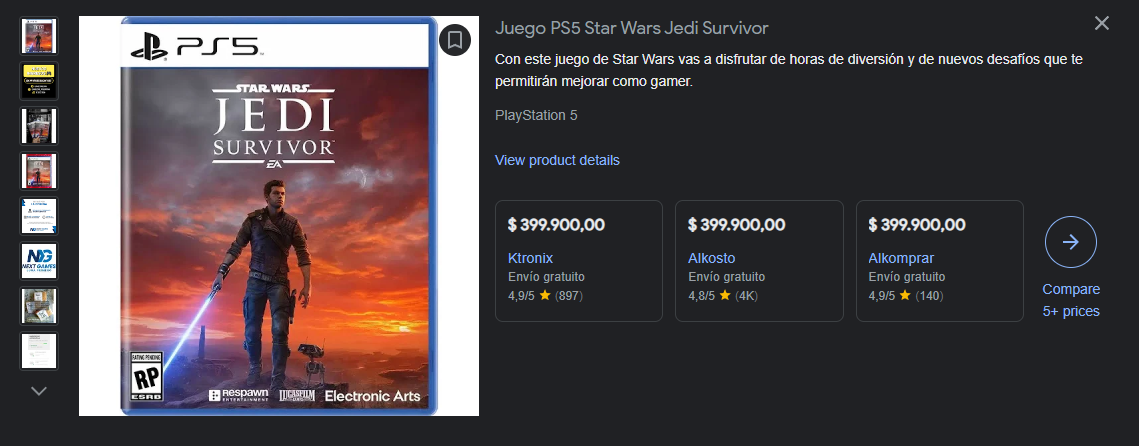 PS5
STAR WARS
JEDI
SURVIVOR
EA
RATING PENDING
RP
ESRB
Respawn
ENTERTAINMENT
LUCASFILM
Electronic Arts
NG
NEXT GAMES
Juego PS5 Star Wars Jedi Survivor
Con este juego de Star Wars vas a disfrutar de horas de diversión y de nuevos desafíos que te
permitirán mejorar como gamer.
PlayStation 5
View product details
$ 399.900,00
Ktronix
Envío gratuito
4,9/5 ★ (897)
$ 399.900,00
Alkosto
Envío gratuito
4,8/5 ★ (4K)
$ 399.900,00
Alkomprar
Envío gratuito
4,9/5 ★ (140)
Compare
5+ prices